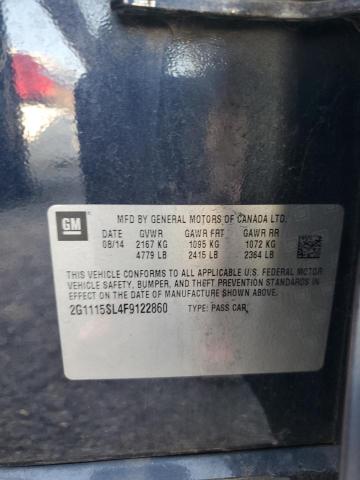 MFD BY GENERAL MOTORS OF CANADA LTD.
GM
DATE GVWR GAWR FRT GAWR RR
08/14 2167 KG 1095 KG 1072 KG
4779 LB 2415 LB 2364 LB
THIS VEHICLE CONFORMS TO ALL APPLICABLE U.S. FEDERAL MOTOR
VEHICLE SAFETY, BUMPER, AND THEFT PREVENTION STANDARDS
IN EFFECT ON THE DATE OF MANUFACTURE SHOWN ABOVE.
2G1115SL4F9122860 TYPE: PASS CAR